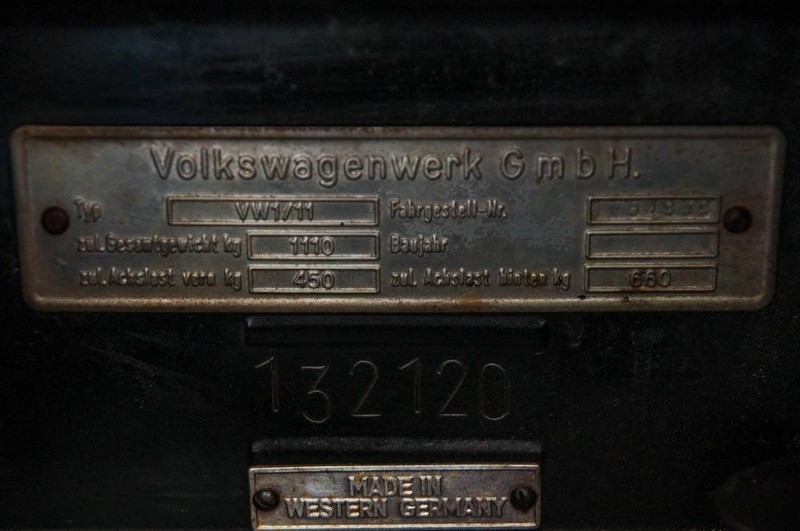 Volkswagenwerk GmbH.
Typ VW1/11 Fahrgestell-Nr.
zul. Gesamtgewicht kg 1110 Baujahr
zul. Achslast vorn kg 450 zul. Achslast hinten kg 660
132120
MADE IN
WESTERN GERMANY